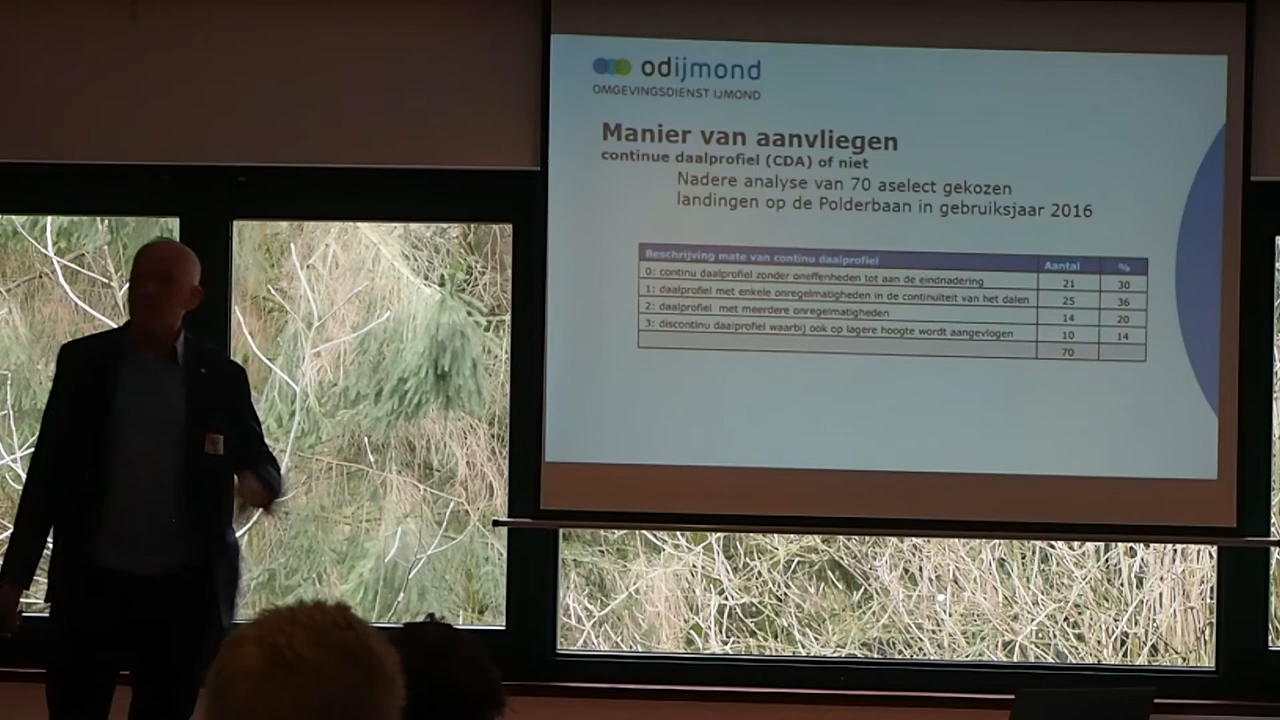 odijmond
OMGEVINGSDIENST IJMOND
Manier van aanvliegen
continue daalprofiel (CDA) of niet
Nadere analyse van 70 aselect gekozen
landingen op de Polderbaan in gebruiksjaar 2016
Beschrijving mate van continu daalprofiel Aantal %
0: continu daalprofiel zonder oneffenheden tot aan de eindnadering 21 30
1: daalprofiel met enkele onregelmatigheden in de continuïteit van het dalen 25 36
2: daalprofiel met meerdere onregelmatigheden 14 20
3: discontinu daalprofiel waarbij ook op lagere hoogte wordt aangevlogen 10 14
70